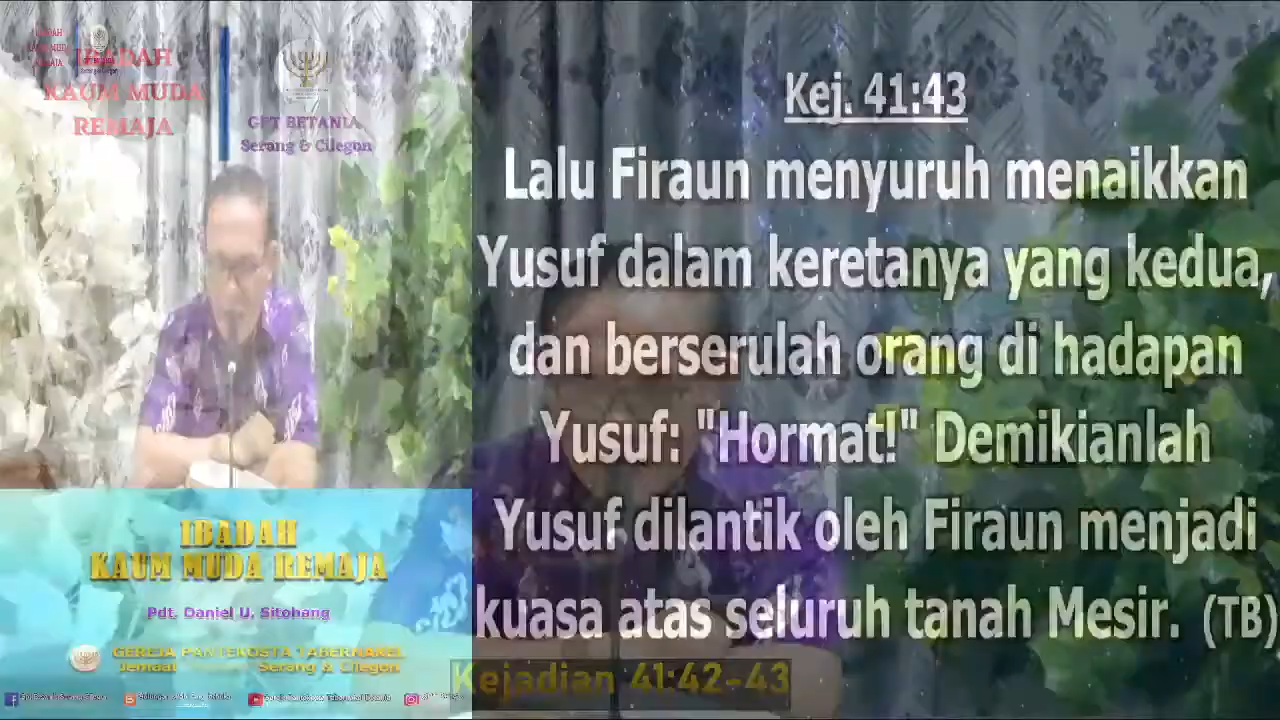 IBADAH
KAUM MUDA
REMAJA
GPT BETANIA
Serang & Cilegon
Kej. 41:43
Lalu Firaun menyuruh menaikkan
Yusuf dalam keretanya yang kedua,
dan berserulah orang di hadapan
Yusuf: "Hormat!" Demikianlah
Yusuf dilantik oleh Firaun menjadi
kuasa atas seluruh tanah Mesir. (TB)
Kejadian 41:42-43
IBADAH
KAUM MUDA REMAJA
Pdt. Daniel U. Sitohang
GEREJA PANTEKOSTA TABERNAKEL
Jemaat Serang & Cilegon